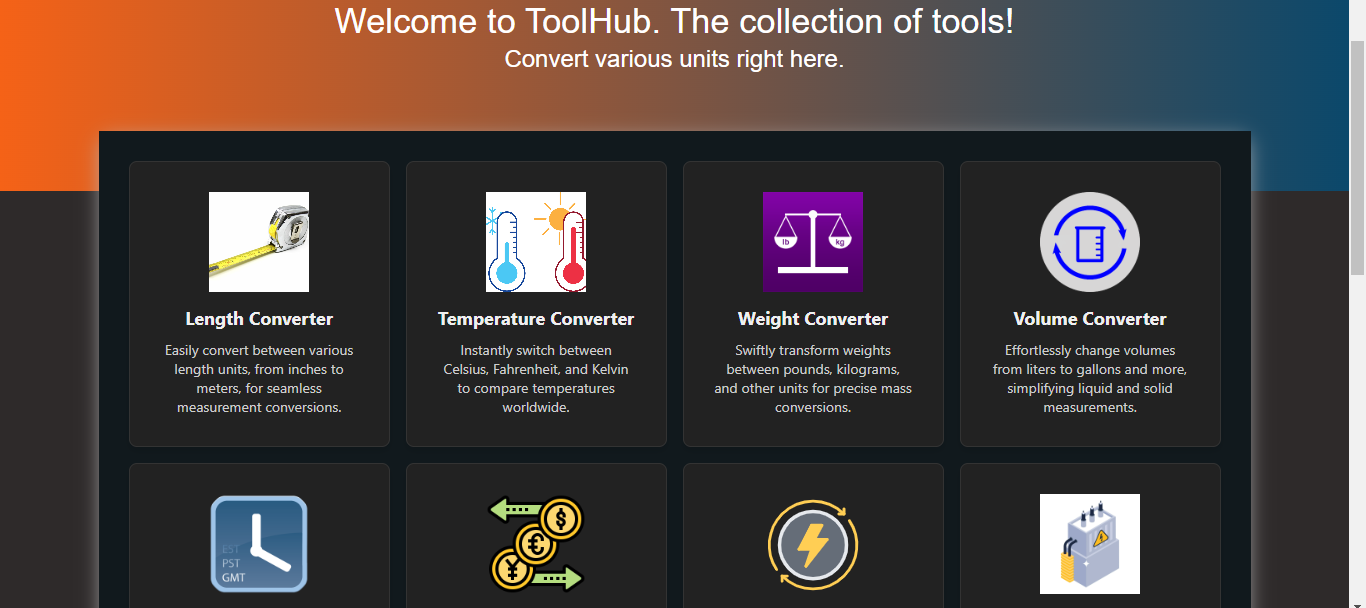 Welcome to ToolHub. The collection of tools!
Convert various units right here.
lb
kg
Length Converter
Easily convert between various
length units, from inches to
meters, for seamless
measurement conversions.
Temperature Converter
Instantly switch between
Celsius, Fahrenheit, and Kelvin
to compare temperatures
worldwide.
Weight Converter
Swiftly transform weights
between pounds, kilograms,
and other units for precise mass
conversions.
Volume Converter
Effortlessly change volumes
from liters to gallons and more,
simplifying liquid and solid
measurements.
EST
PST
GMT